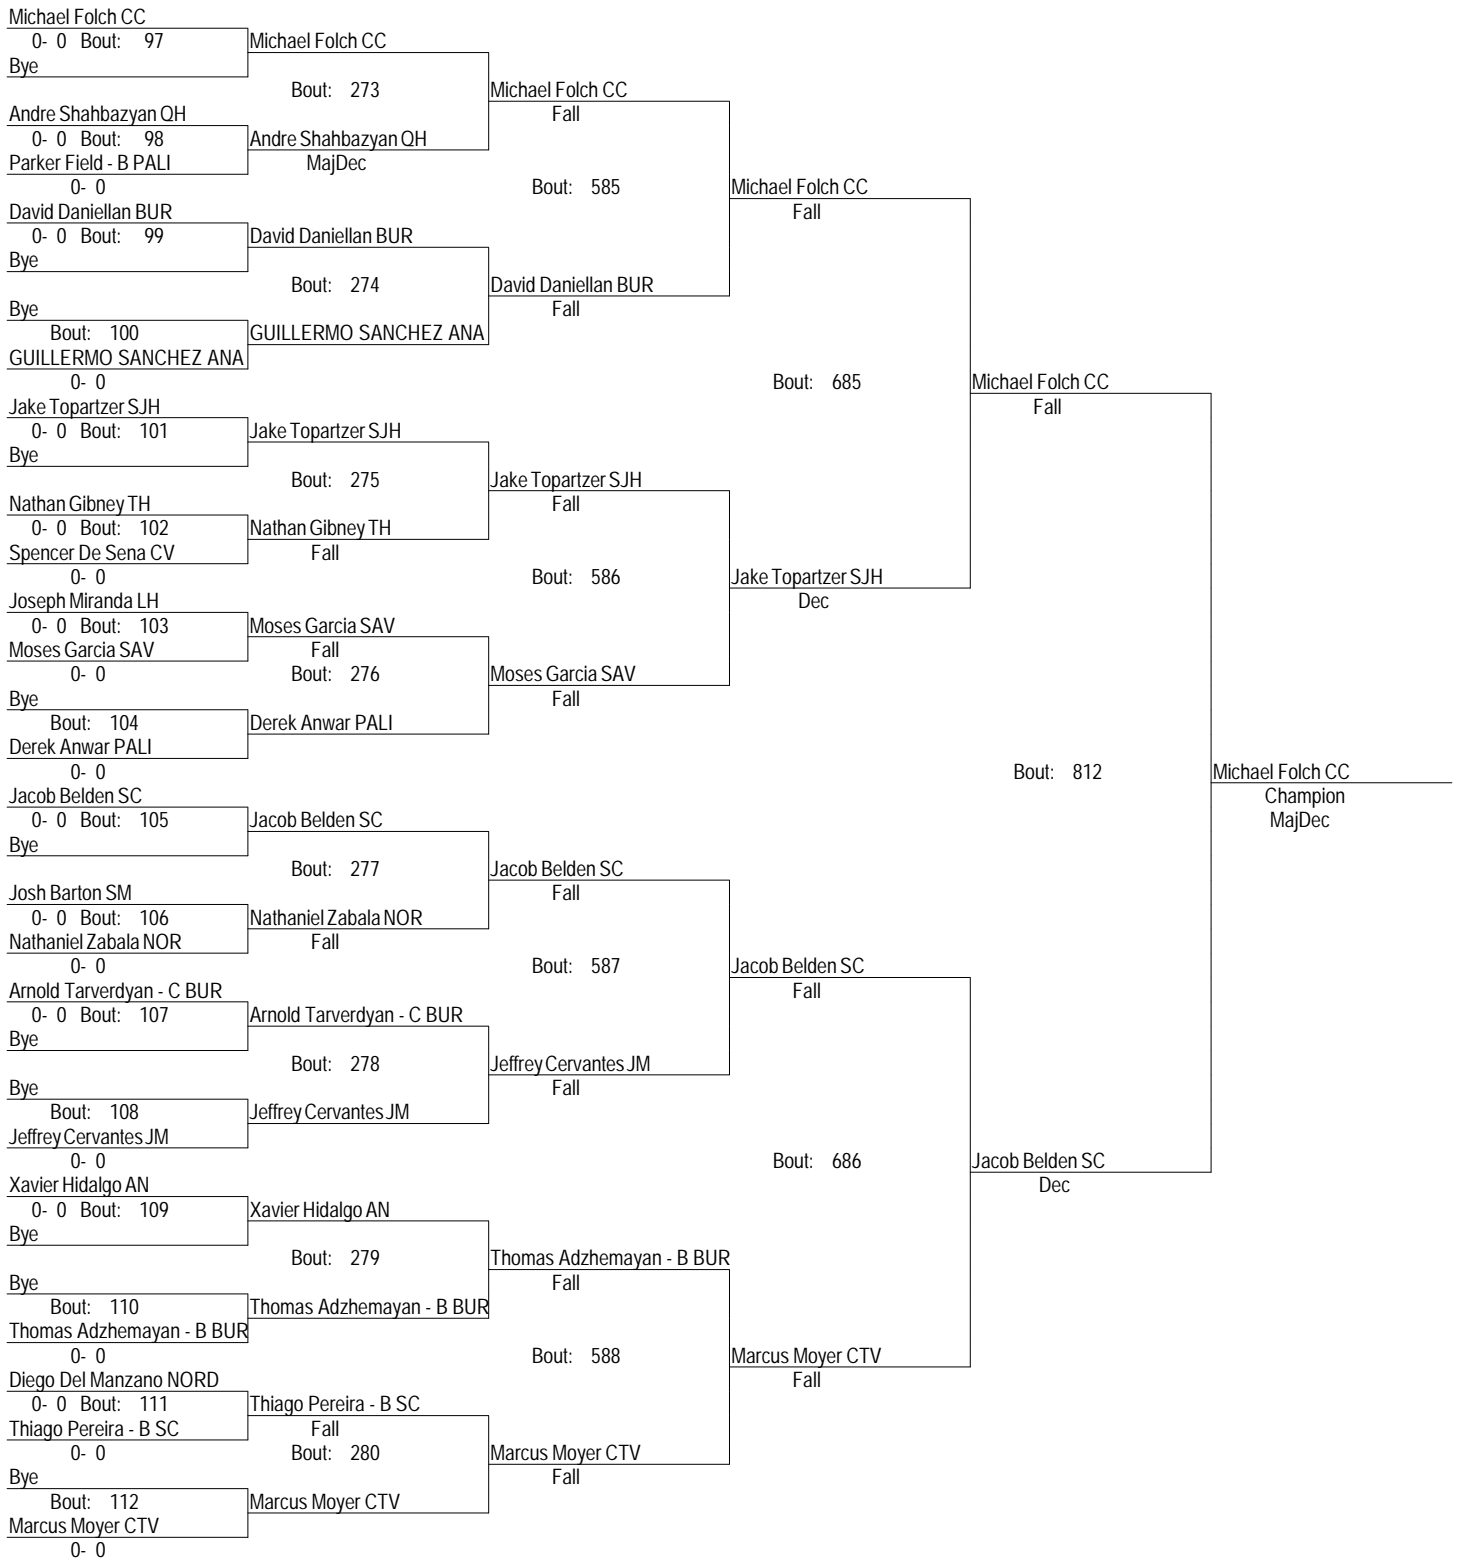 Michael Folch CC
0- 0 Bout: 97 Michael Folch CC
Bye
Bout: 273 Michael Folch CC
Andre Shahbazyan QH Fall
0- 0 Bout: 98 Andre Shahbazyan QH
Parker Field - B PALI MajDec
0- 0 Bout: 585 Michael Folch CC
David Daniellan BUR Fall
0- 0 Bout: 99 David Daniellan BUR
Bye
Bout: 274 David Daniellan BUR
Bye Fall
Bout: 100 GUILLERMO SANCHEZ ANA
GUILLERMO SANCHEZ ANA
0- 0 Bout: 685 Michael Folch CC
Jake Topartzer SJH Fall
0- 0 Bout: 101 Jake Topartzer SJH
Bye
Bout: 275 Jake Topartzer SJH
Nathan Gibney TH Fall
0- 0 Bout: 102 Nathan Gibney TH
Spencer De Sena CV Fall
0- 0 Bout: 586 Jake Topartzer SJH
Joseph Miranda LH Dec
0- 0 Bout: 103 Moses Garcia SAV
Moses Garcia SAV Fall
0- 0 Bout: 276 Moses Garcia SAV
Bye Fall
Bout: 104 Derek Anwar PALI
Derek Anwar PALI
0- 0 Bout: 812 Michael Folch CC
Jacob Belden SC Champion
0- 0 Bout: 105 Jacob Belden SC MajDec
Bye
Bout: 277 Jacob Belden SC
Josh Barton SM Fall
0- 0 Bout: 106 Nathaniel Zabala NOR
Nathaniel Zabala NOR Fall
0- 0 Bout: 587 Jacob Belden SC
Arnold Tarverdyan - C BUR Fall
0- 0 Bout: 107 Arnold Tarverdyan - C BUR
Bye
Bout: 278 Jeffrey Cervantes JM
Bye Fall
Bout: 108 Jeffrey Cervantes JM
Jeffrey Cervantes JM
0- 0 Bout: 686 Jacob Belden SC
Xavier Hidalgo AN Dec
0- 0 Bout: 109 Xavier Hidalgo AN
Bye
Bout: 279 Thomas Adzhemayan - B BUR
Bye Fall
Bout: 110 Thomas Adzhemayan - B BUR
Thomas Adzhemayan - B BUR
0- 0 Bout: 588 Marcus Moyer CTV
Diego Del Manzano NORD Fall
0- 0 Bout: 111 Thiago Pereira - B SC
Thiago Pereira - B SC Fall
0- 0 Bout: 280 Marcus Moyer CTV
Bye Fall
Bout: 112 Marcus Moyer CTV
Marcus Moyer CTV
0- 0